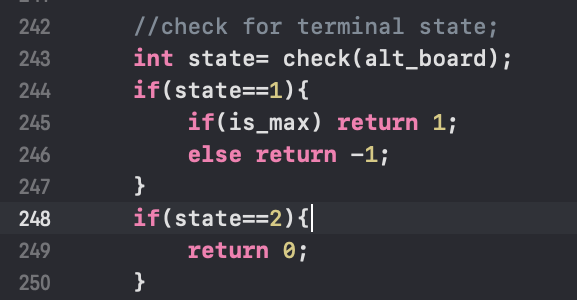 242 //check for terminal state;
243 int state= check(alt_board);
244 if(state==1){
245 if(is_max) return 1;
246 else return -1;
247 }
248 if(state==2){
249 return 0;
250 }